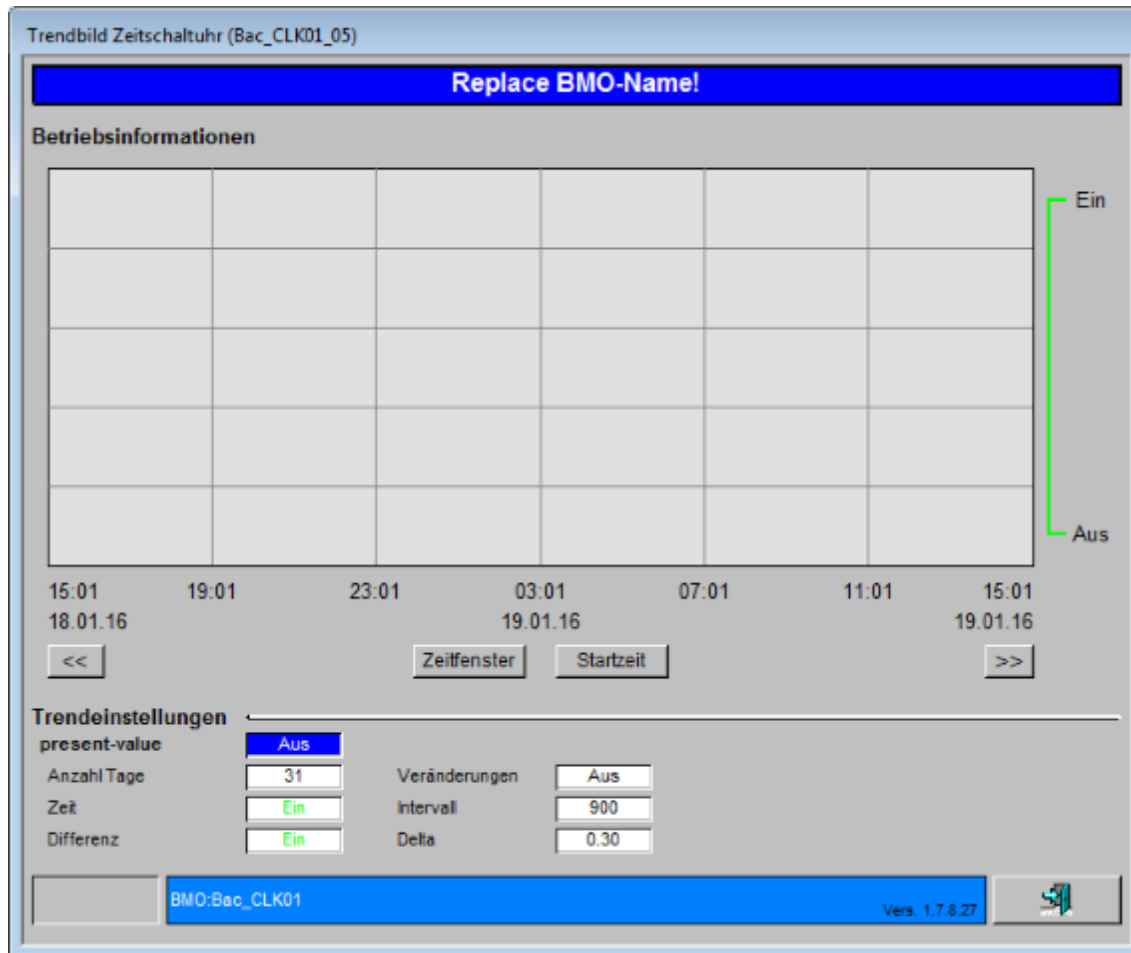 Trendbild Zeitschaltuhr (Bac_CLK01_05)
Replace BMO-Name!
Betriebsinformationen
Ein
Aus
15:01 19:01 23:01 03:01 07:01 11:01 15:01
18.01.16 19.01.16 19.01.16
<< Zeitfenster Startzeit >>
Trendeinstellungen
present-value Aus
Anzahl Tage 31 Veränderungen Aus
Zeit Ein Intervall 900
Differenz Ein Delta 0.30
BMO:Bac_CLK01 Vers. 1.7.8.27